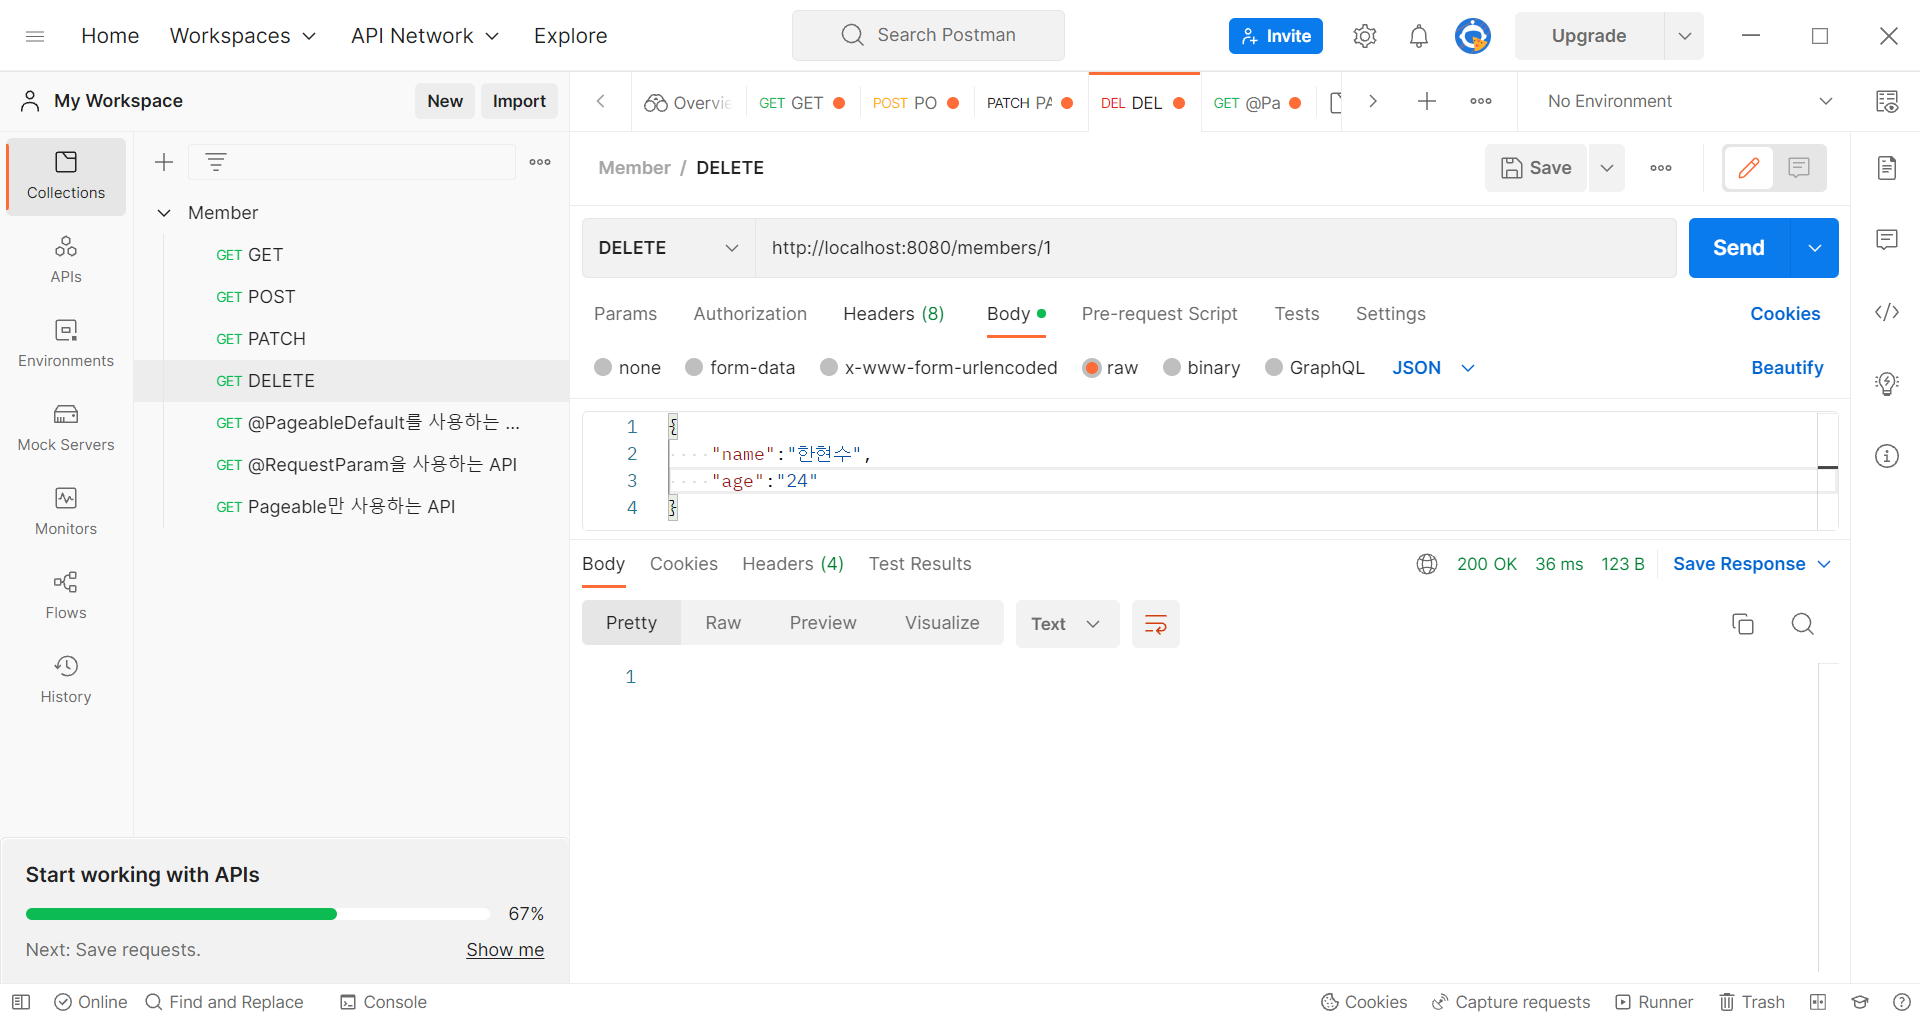 Home Workspaces API Network Explore Search Postman Invite Upgrade
My Workspace New Import Overvie GET GET POST PO PATCH PA DEL DEL GET @Pa No Environment
Collections
APIs
Environments
Mock Servers
Monitors
Flows
History
Member
GET GET
GET POST
GET PATCH
GET DELETE
GET @PageableDefault를 사용하는 ...
GET @RequestParam을 사용하는 API
GET Pageable만 사용하는 API
Start working with APIs
67%
Next: Save requests. Show me
Member / DELETE Save
DELETE http://localhost:8080/members/1 Send
Params Authorization Headers (8) Body Pre-request Script Tests Settings Cookies
none form-data x-www-form-urlencoded raw binary GraphQL JSON Beautify
1 {
2 "name":"한현수",
3 "age":"24"
4 }
Body Cookies Headers (4) Test Results 200 OK 36 ms 123 B Save Response
Pretty Raw Preview Visualize Text
1
Online Find and Replace Console Cookies Capture requests Runner Trash